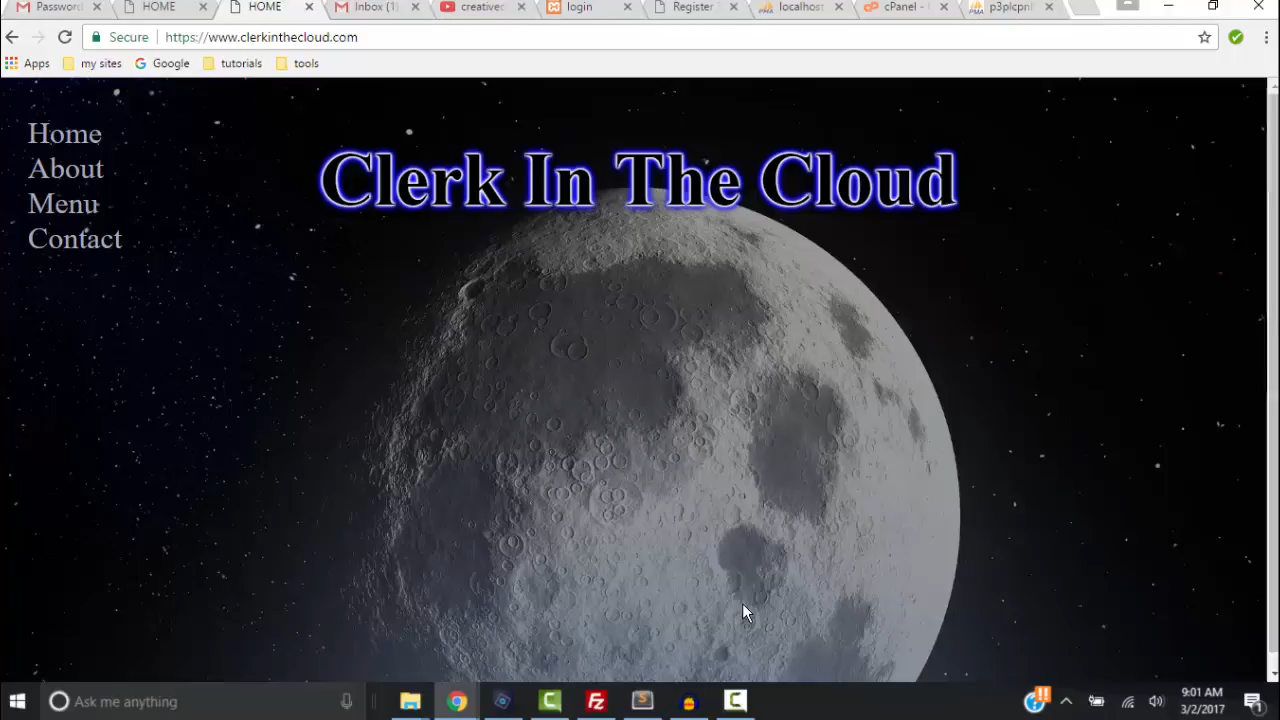 Password HOME HOME Inbox (1) creative login Register localhost cPanel - p3plcpnl
Secure https://www.clerkinthecloud.com
Apps my sites Google tutorials tools
Home
About
Menu
Contact
Clerk In The Cloud
Ask me anything
9:01 AM
3/2/2017